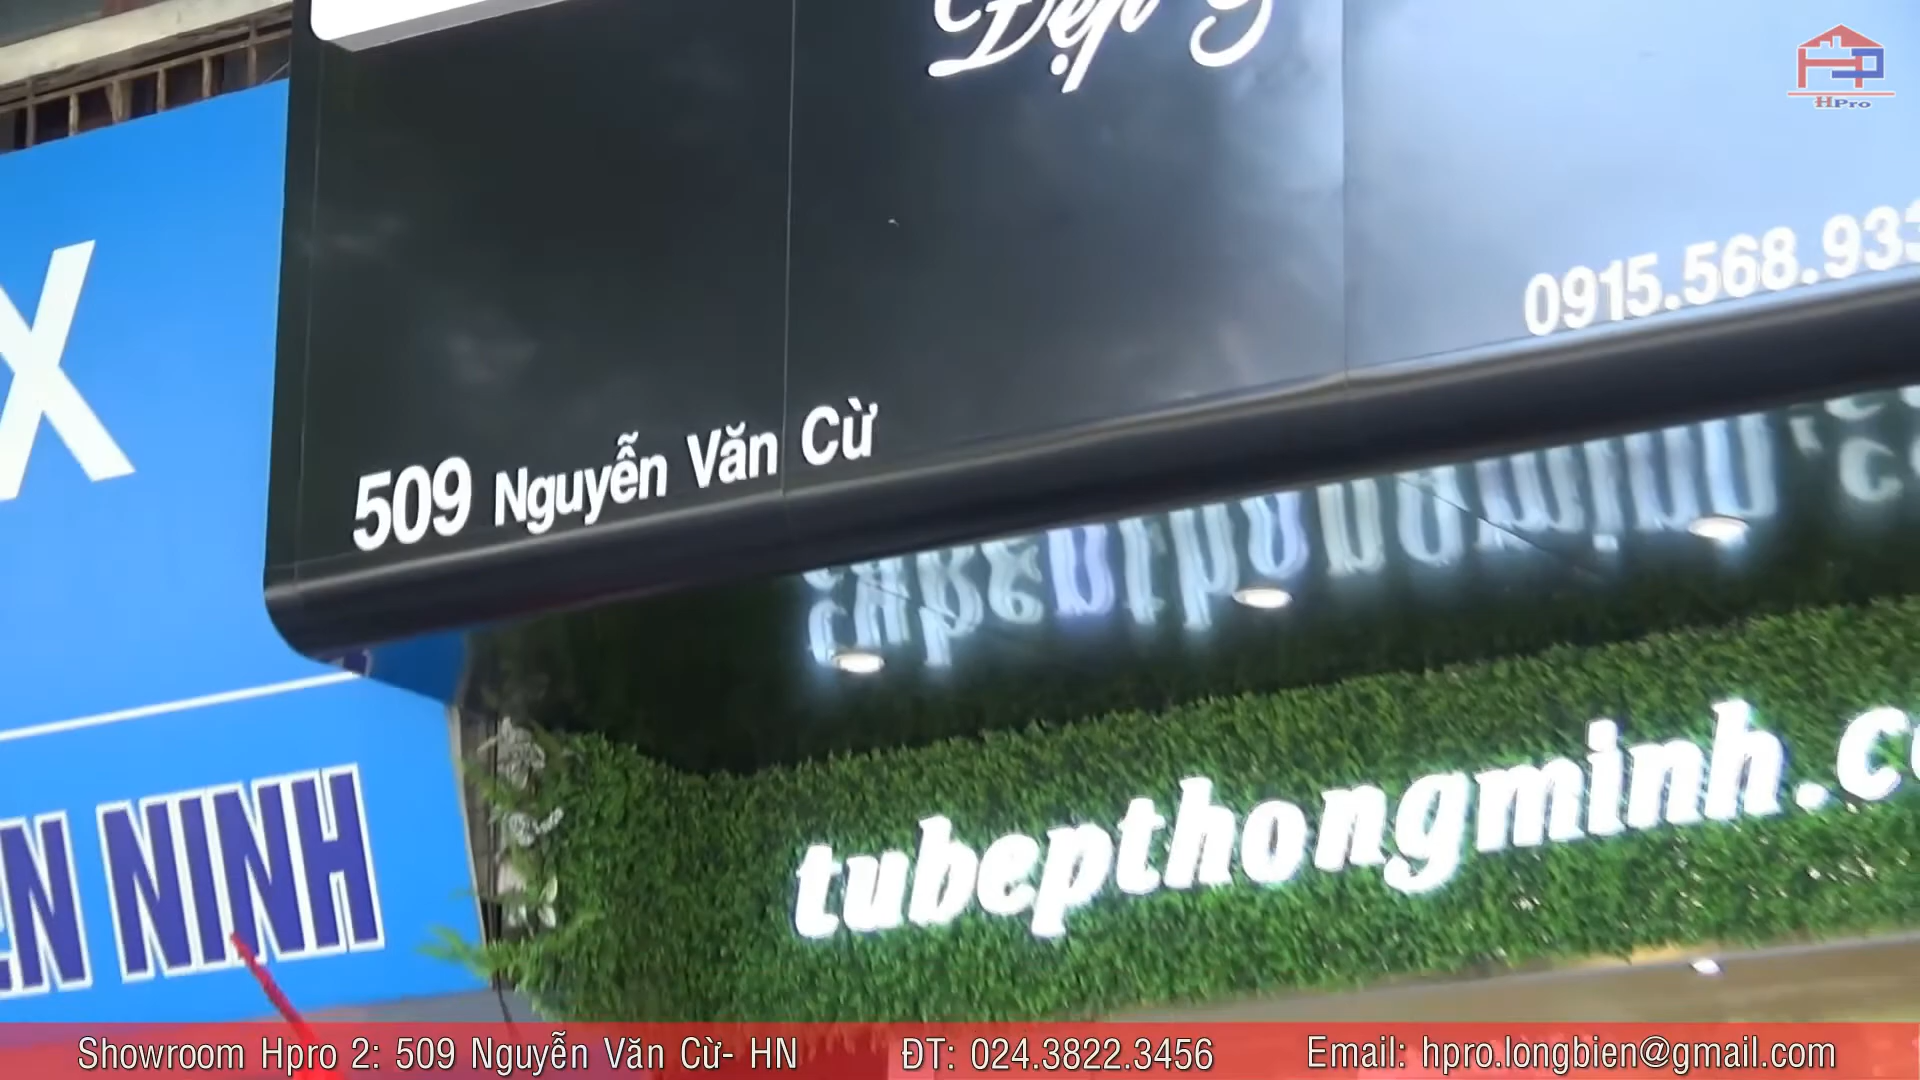 Đẹp
HPro
X
0915.568.933
509 Nguyễn Văn Cừ
NINH
tubepthongminh.c
Showroom Hpro 2: 509 Nguyễn Văn Cừ- HN ĐT: 024.3822.3456 Email: hpro.longbien@gmail.com